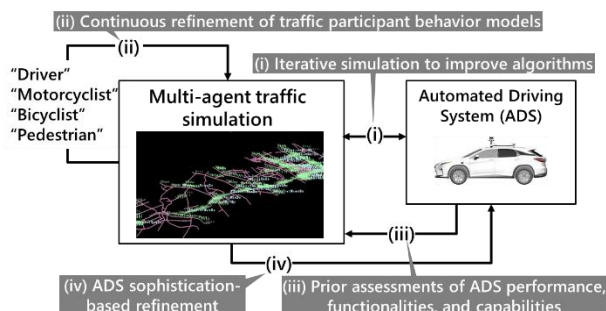 (ii) Continuous refinement of traffic participant behavior models
(ii)
(i) Iterative simulation to improve algorithms
"Driver"
"Motorcyclist"
"Bicyclist"
"Pedestrian"
Multi-agent traffic
simulation
(i)
Automated Driving
System (ADS)
(iii)
(iv)
(iv) ADS sophistication-
based refinement
(iii) Prior assessments of ADS performance,
functionalities, and capabilities